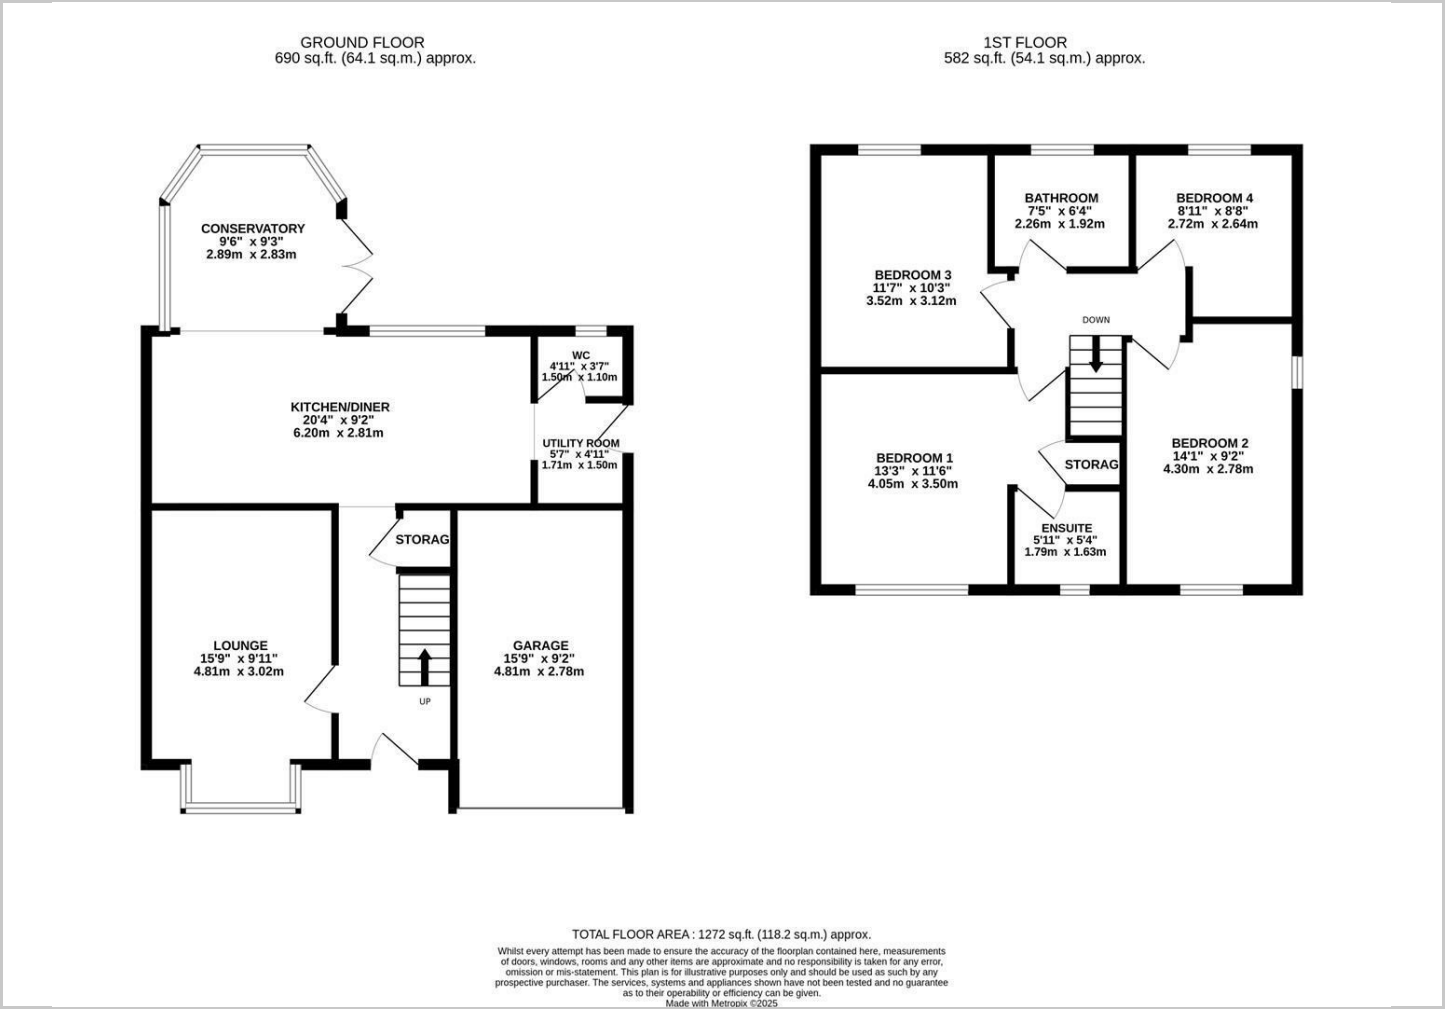 GROUND FLOOR
690 sq.ft. (64.1 sq.m.) approx.
1ST FLOOR
582 sq.ft. (54.1 sq.m.) approx.
CONSERVATORY
9'6" x 9'3"
2.89m x 2.83m
WC
4'11" x 3'7"
1.50m x 1.10m
KITCHEN/DINER
20'4" x 9'2"
6.20m x 2.81m
UTILITY ROOM
5'7" x 4'11"
1.71m x 1.50m
STORAG
LOUNGE
15'9" x 9'11"
4.81m x 3.02m
GARAGE
15'9" x 9'2"
4.81m x 2.78m
UP
BATHROOM
7'5" x 6'4"
2.26m x 1.92m
BEDROOM 4
8'11" x 8'8"
2.72m x 2.64m
BEDROOM 3
11'7" x 10'3"
3.52m x 3.12m
DOWN
BEDROOM 2
14'1" x 9'2"
4.30m x 2.78m
BEDROOM 1
13'3" x 11'6"
4.05m x 3.50m
STORAG
ENSUITE
5'11" x 5'4"
1.79m x 1.63m
TOTAL FLOOR AREA : 1272 sq.ft. (118.2 sq.m.) approx.
Whilst every attempt has been made to ensure the accuracy of the floorplan contained here, measurements
of doors, windows, rooms and any other items are approximate and no responsibility is taken for any error,
omission or mis-statement. This plan is for illustrative purposes only and should be used as such by any
prospective purchaser. The services, systems and appliances shown have not been tested and no guarantee
as to their operability or efficiency can be given.
Made with Metropix ©2025